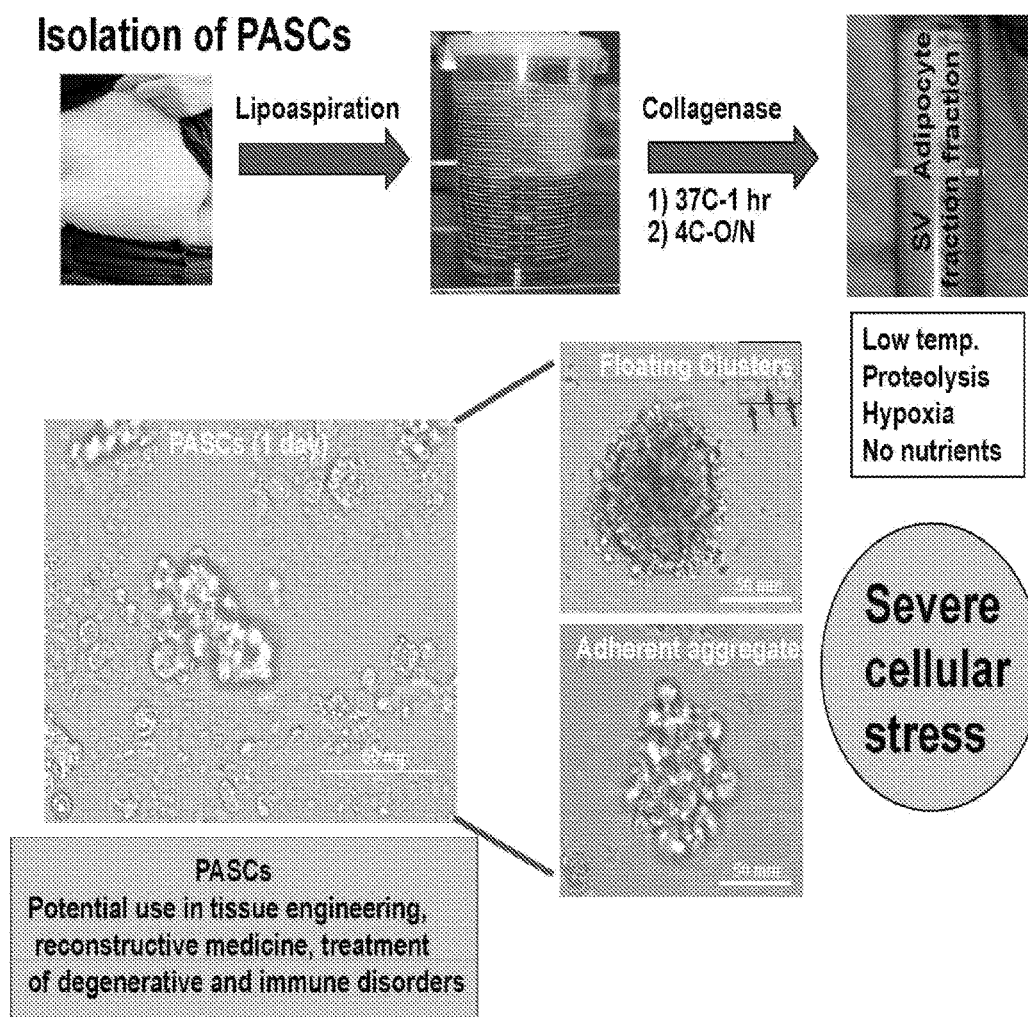 Isolation of PASCs
Lipoaspiration
Collagenase
1) 37C-1 hr
2) 4C-O/N
SV Adipocyte
fraction fraction
Low temp.
Proteolysis
Hypoxia
No nutrients
Floating Clusters
PASCs (1 day)
Adherent aggregate
Severe
cellular
stress
PASCs
Potential use in tissue engineering,
reconstructive medicine, treatment
of degenerative and immune disorders